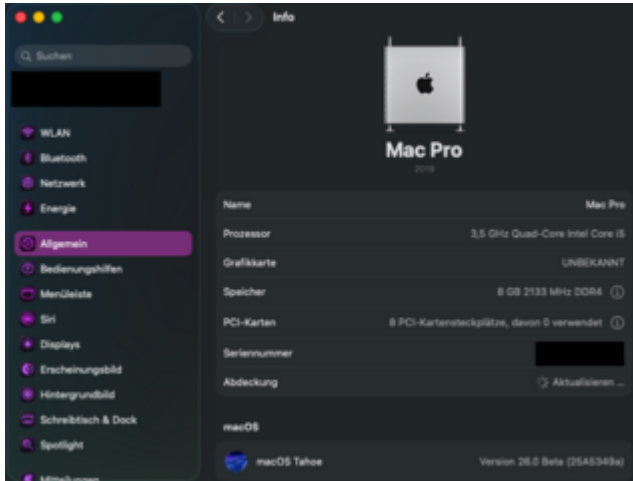 Info
Suchen
WLAN
Bluetooth
Netzwerk
Energie
Allgemein
Bedienungshilfen
Menüleiste
Siri
Displays
Erscheinungsbild
Hintergrundbild
Schreibtisch & Dock
Spotlight
Mitteilungen
Mac Pro
2019
Name Mac Pro
Prozessor 3,5 GHz Quad-Core Intel Core i5
Grafikkarte UNBEKANNT
Speicher 8 GB 2133 MHz DDR4
PCI-Karten 8 PCI-Kartensteckplätze, davon 0 verwendet
Seriennummer
Abdeckung Aktualisieren ...
macOS
macOS Tahoe Version 26.0 Beta (25A5349a)